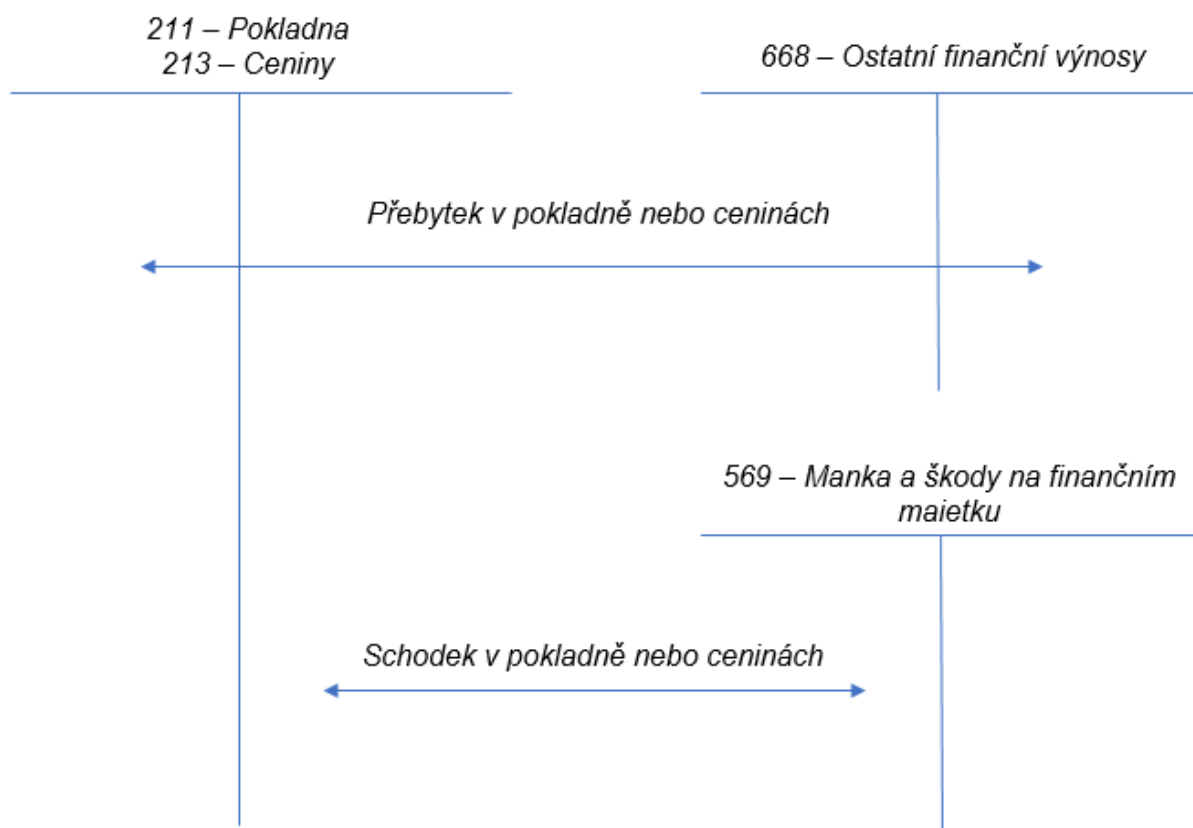 211 – Pokladna
213 – Ceniny
668 – Ostatní finanční výnosy
Přebytek v pokladně nebo ceninách
569 – Manka a škody na finančním
maietku
Schodek v pokladně nebo ceninách